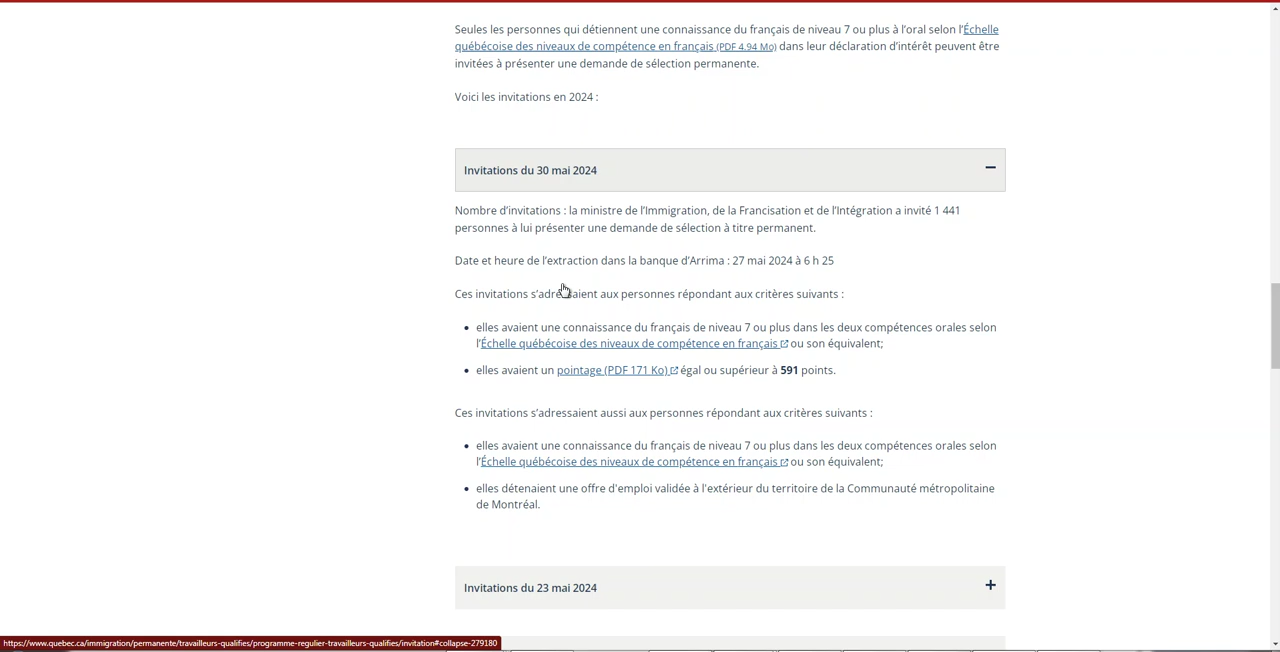 Seules les personnes qui détiennent une connaissance du français de niveau 7 ou plus à l’oral selon l’Échelle
québécoise des niveaux de compétence en français (PDF 4.94 Mo) dans leur déclaration d’intérêt peuvent être
invitées à présenter une demande de sélection permanente.
Voici les invitations en 2024 :
Invitations du 30 mai 2024
Nombre d’invitations : la ministre de l’Immigration, de la Francisation et de l’Intégration a invité 1 441
personnes à lui présenter une demande de sélection à titre permanent.
Date et heure de l’extraction dans la banque d’Arrima : 27 mai 2024 à 6 h 25
Ces invitations s’adressaient aux personnes répondant aux critères suivants :
• elles avaient une connaissance du français de niveau 7 ou plus dans les deux compétences orales selon
l’Échelle québécoise des niveaux de compétence en français ou son équivalent;
• elles avaient un pointage (PDF 171 Ko) égal ou supérieur à 591 points.
Ces invitations s’adressaient aussi aux personnes répondant aux critères suivants :
• elles avaient une connaissance du français de niveau 7 ou plus dans les deux compétences orales selon
l’Échelle québécoise des niveaux de compétence en français ou son équivalent;
• elles détenaient une offre d'emploi validée à l'extérieur du territoire de la Communauté métropolitaine
de Montréal.
Invitations du 23 mai 2024
https://www.quebec.ca/immigration/permanente/travailleurs-qualifies/programme-regulier-travailleurs-qualifies/invitation#collapse-279180